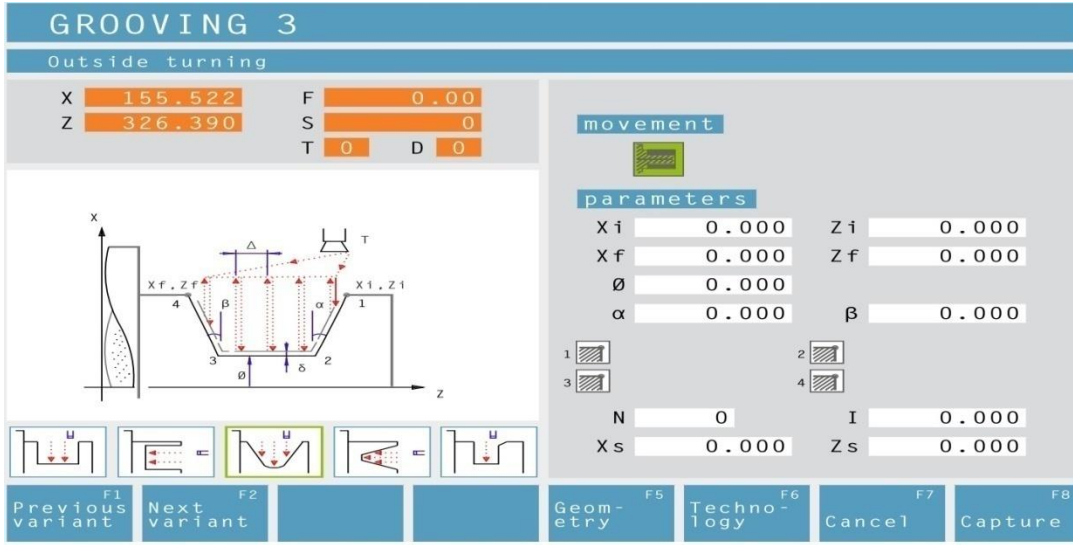 GROOVING 3
Outside turning
X 155.522 F 0.00
Z 326.390 S 0
T 0 D 0
movement
parameters
Xi 0.000 Zi 0.000
Xf 0.000 Zf 0.000
Ø 0.000
α 0.000 β 0.000
1 2
3 4
N 0 I 0.000
Xs 0.000 Zs 0.000
X
△ T
Xf,Zf Xi,Zi
4 β α 1
3 2
Ø δ
Z
F1 F2 F5 F6 F7 F8
Previous Next Geom- Techno-
variant variant etry logy Cancel Capture